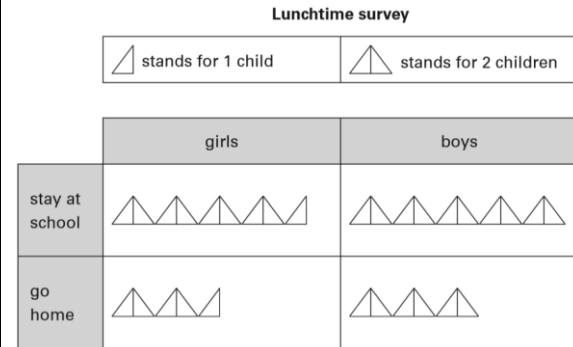 Lunchtime survey
stands for 1 child
stands for 2 children
girls
boys
stay at
school
go
home